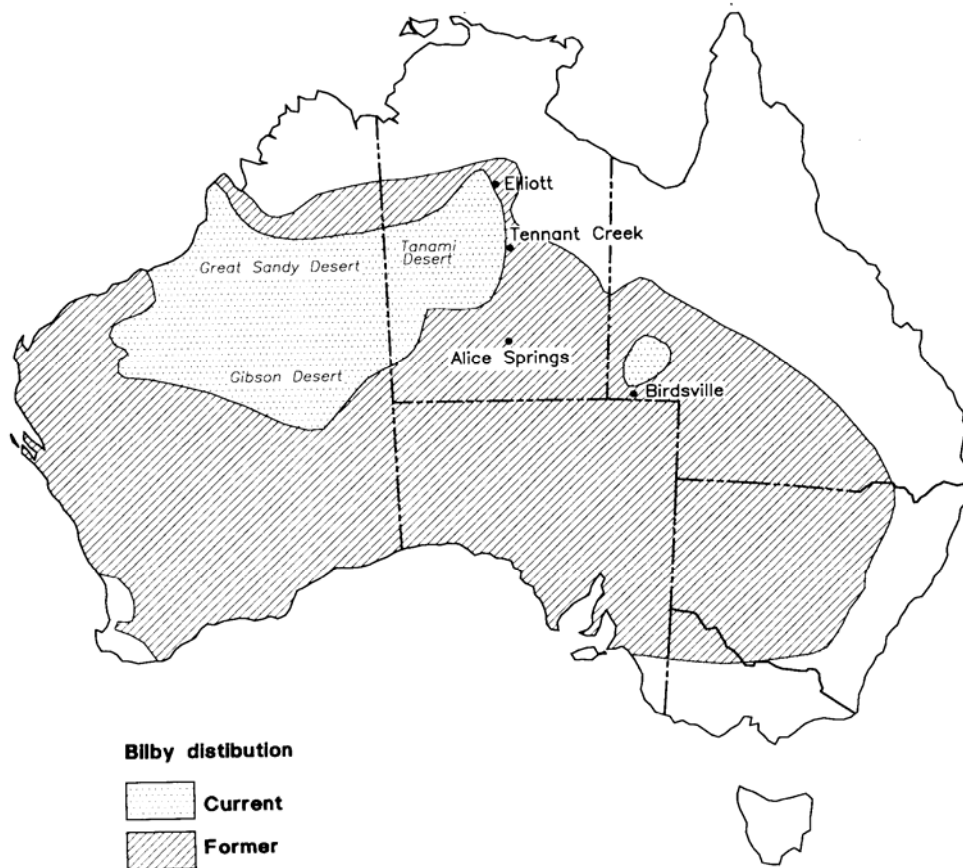 Elliott
Tennant Creek
Tanami
Desert
Great Sandy Desert
Alice Springs
Gibson Desert
Birdsville
Bilby distibution
Current
Former